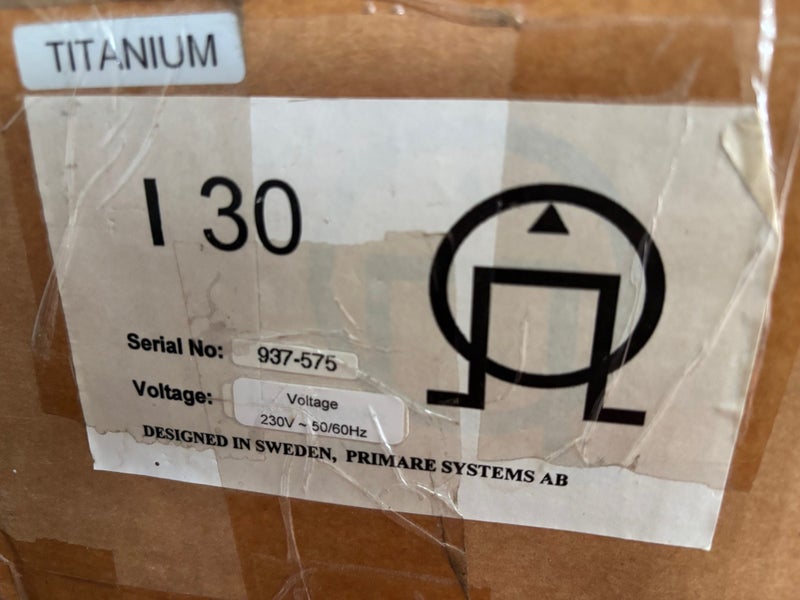 TITANIUM
I 30
Serial No: 937-575
Voltage: Voltage
230V ~ 50/60Hz
DESIGNED IN SWEDEN, PRIMARE SYSTEMS AB